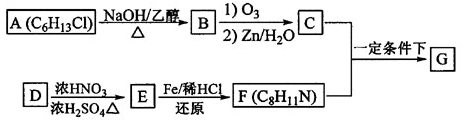 A (C₆H₁₃Cl) NaOH/乙醇 △ B 1) O₃ 2) Zn/H₂O C
一定条件下 G
D 浓HNO₃ 浓H₂SO₄△ E Fe/稀HCl 还原 F (C₈H₁₁N)